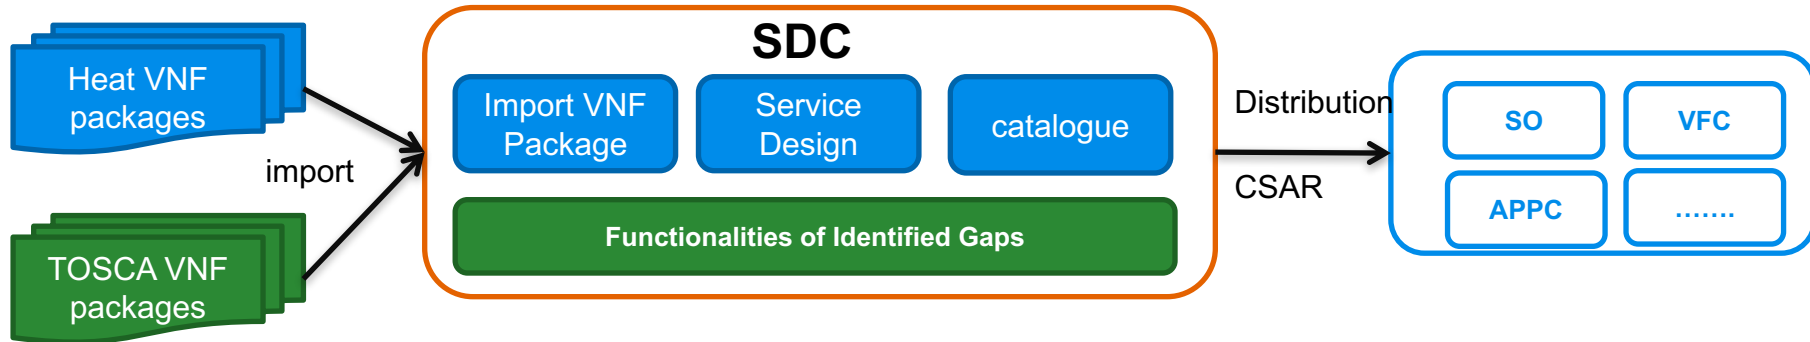 Heat VNF
packages
import
TOSCA VNF
packages
SDC
Import VNF
Package
Service
Design
catalogue
Functionalities of Identified Gaps
Distribution
CSAR
SO
VFC
APPC
.......